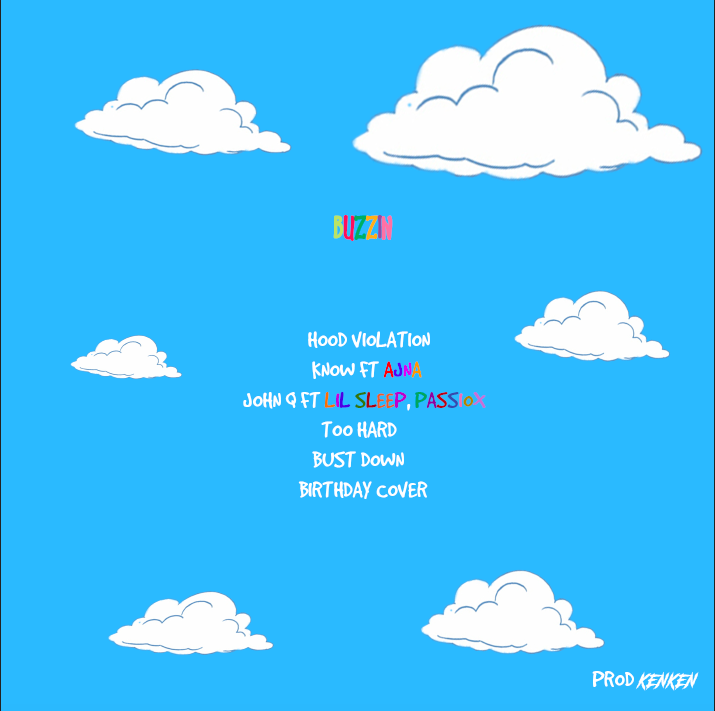 BUZZIN
HOOD VIOLATION
KNOW FT AJNA
JOHN Q FT LIL SLEEP, PASSIOX
TOO HARD
BUST DOWN
BIRTHDAY COVER
PROD KENKEN